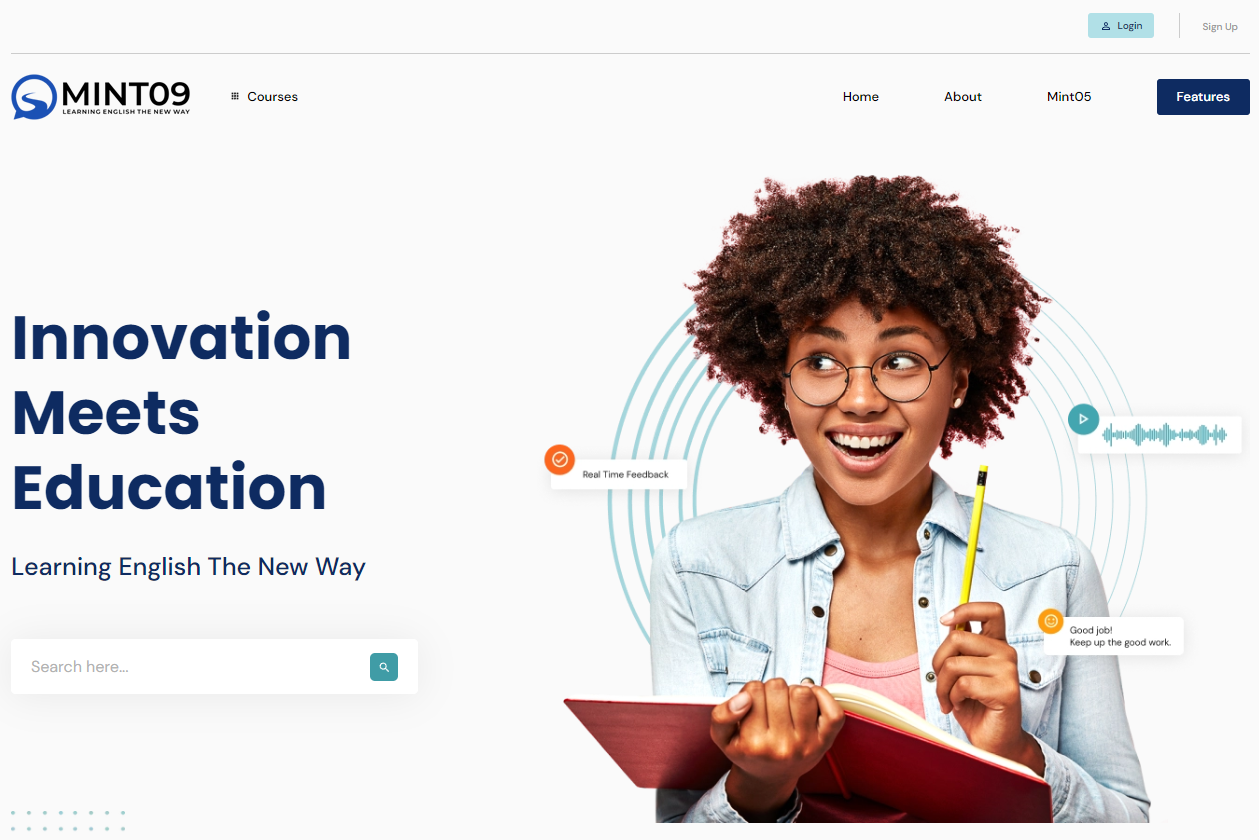 Login
Sign Up
MINT09
LEARNING ENGLISH THE NEW WAY
Courses
Home
About
Mint05
Features
Innovation
Meets
Education
Learning English The New Way
Search here...
Real Time Feedback
Good job!
Keep up the good work.